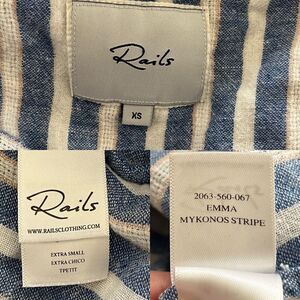 Rails
XS
Rails
WWW.RAILSCLOTHING.COM
EXTRA SMALL
EXTRA CHICO
TPETIT
2063-560-067
EMMA
MYKONOS STRIPE